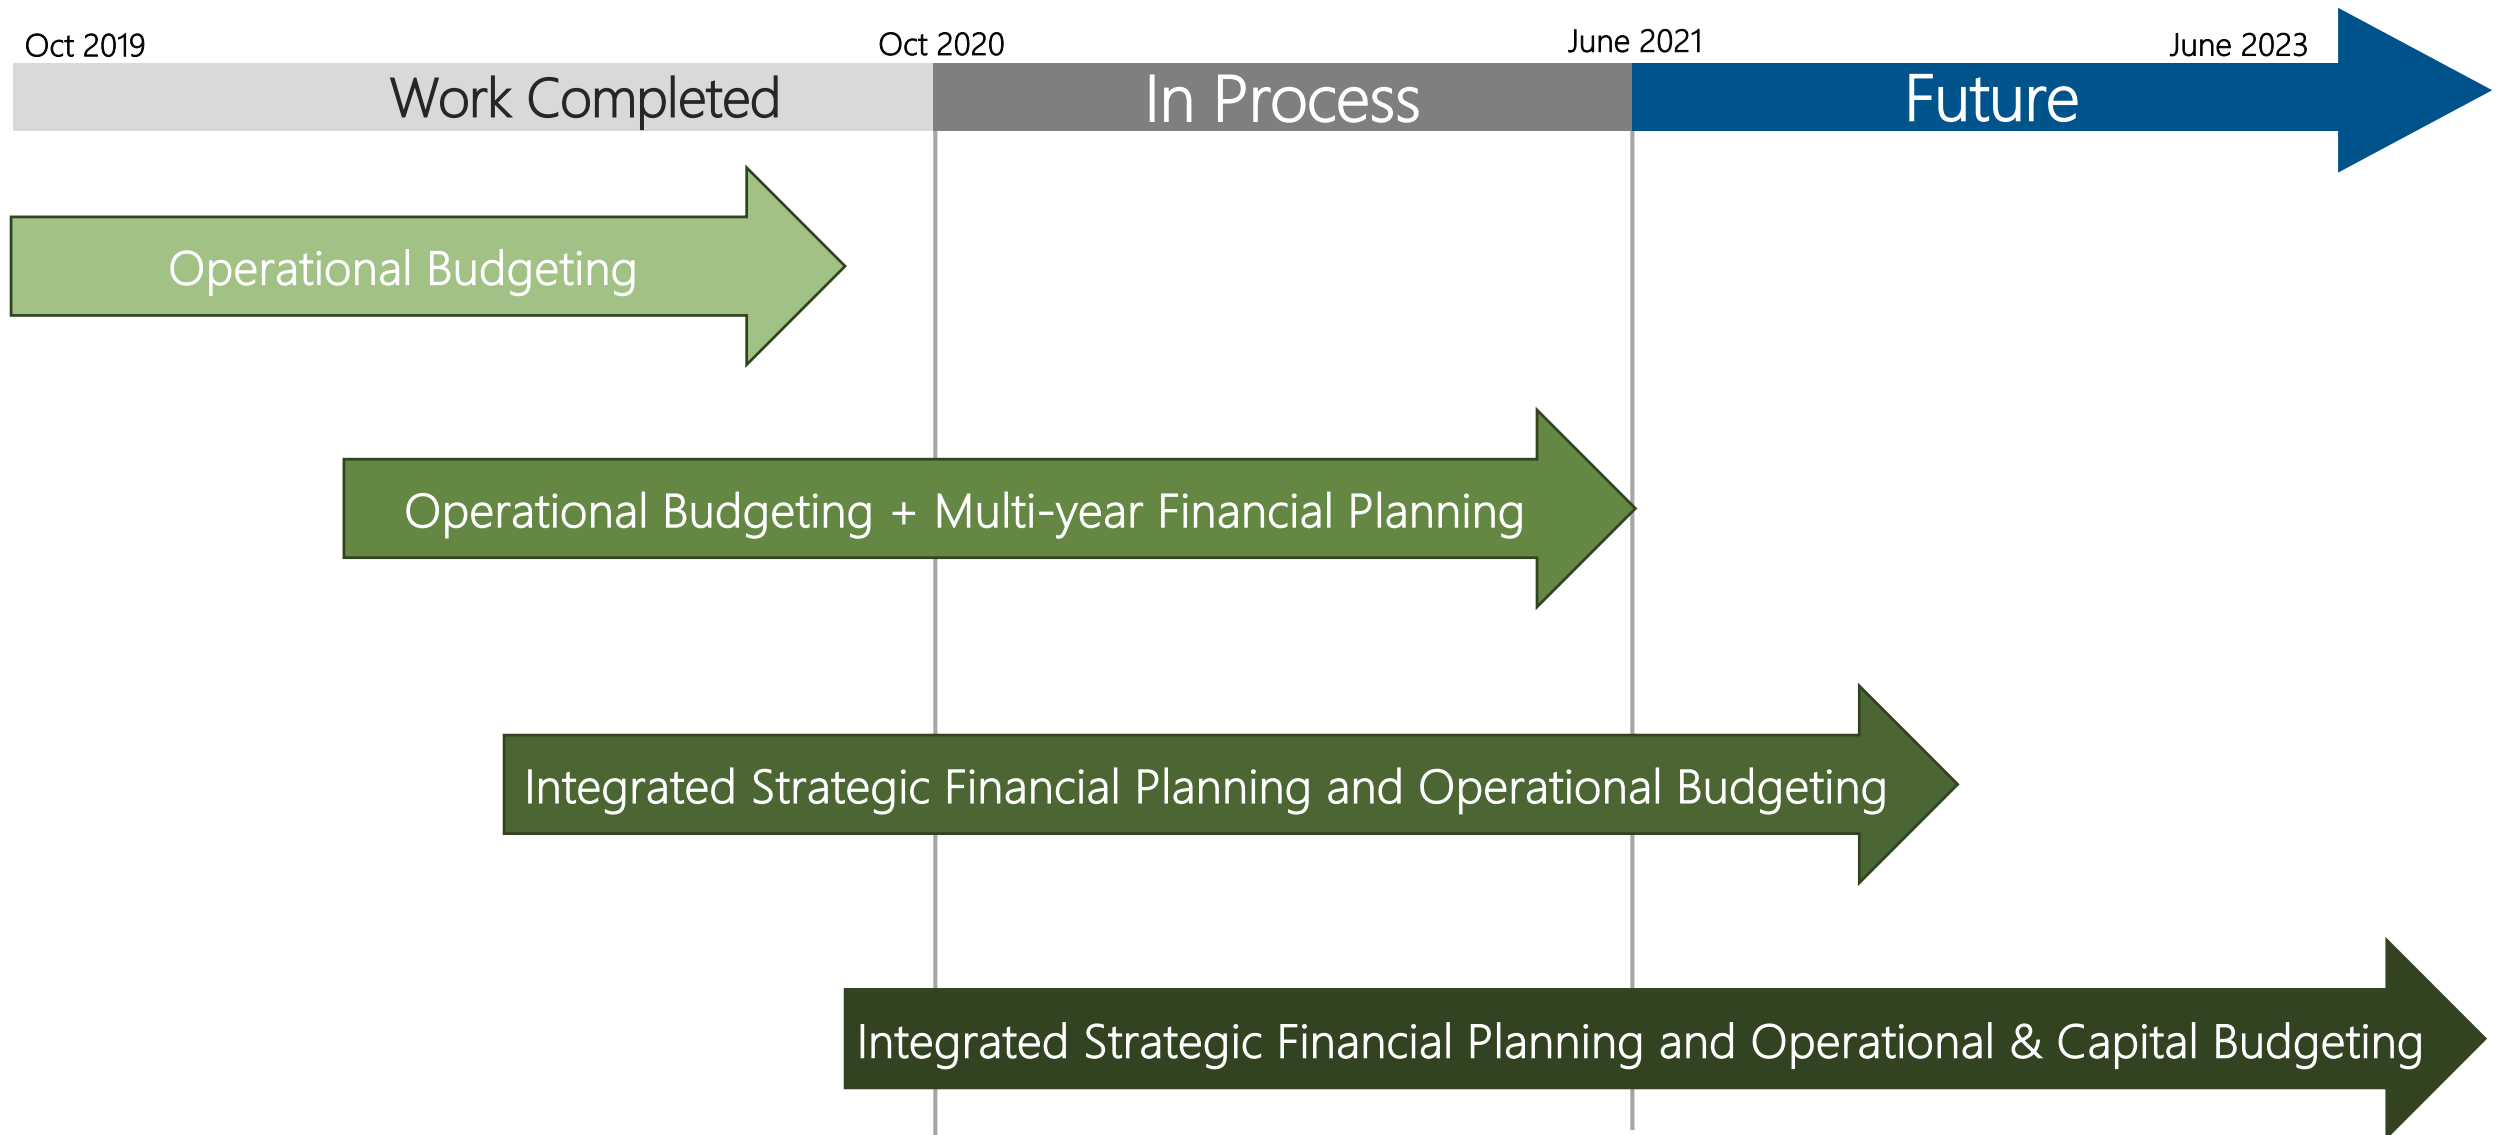 Oct 2019
Oct 2020
June 2021
June 2023
Work Completed
In Process
Future
Operational Budgeting
Operational Budgeting + Multi-year Financial Planning
Integrated Strategic Financial Planning and Operational Budgeting
Integrated Strategic Financial Planning and Operational & Capital Budgeting